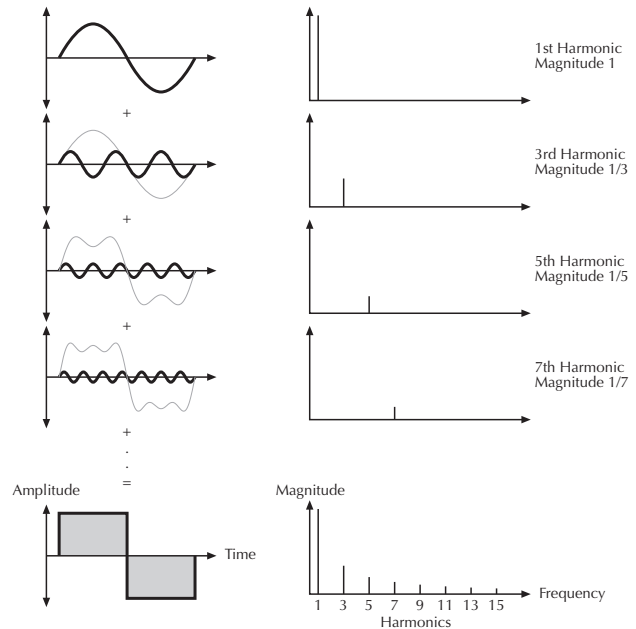 1st Harmonic
Magnitude 1
+
3rd Harmonic
Magnitude 1/3
+
5th Harmonic
Magnitude 1/5
+
7th Harmonic
Magnitude 1/7
+
.
.
=
Amplitude
Magnitude
Time
Frequency
1 3 5 7 9 11 13 15
Harmonics